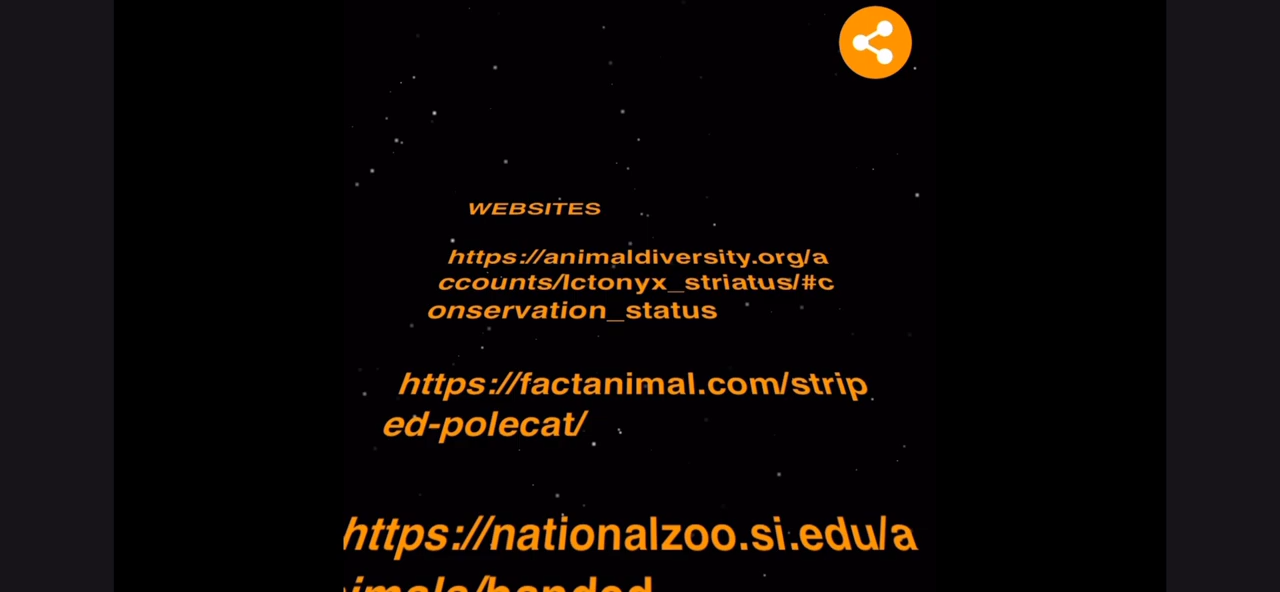 WEBSITES
https://animaldiversity.org/a
ccounts/Ictonyx_striatus/#c
onservation_status
https://factanimal.com/strip
ed-polecat/
https://nationalzoo.si.edu/a